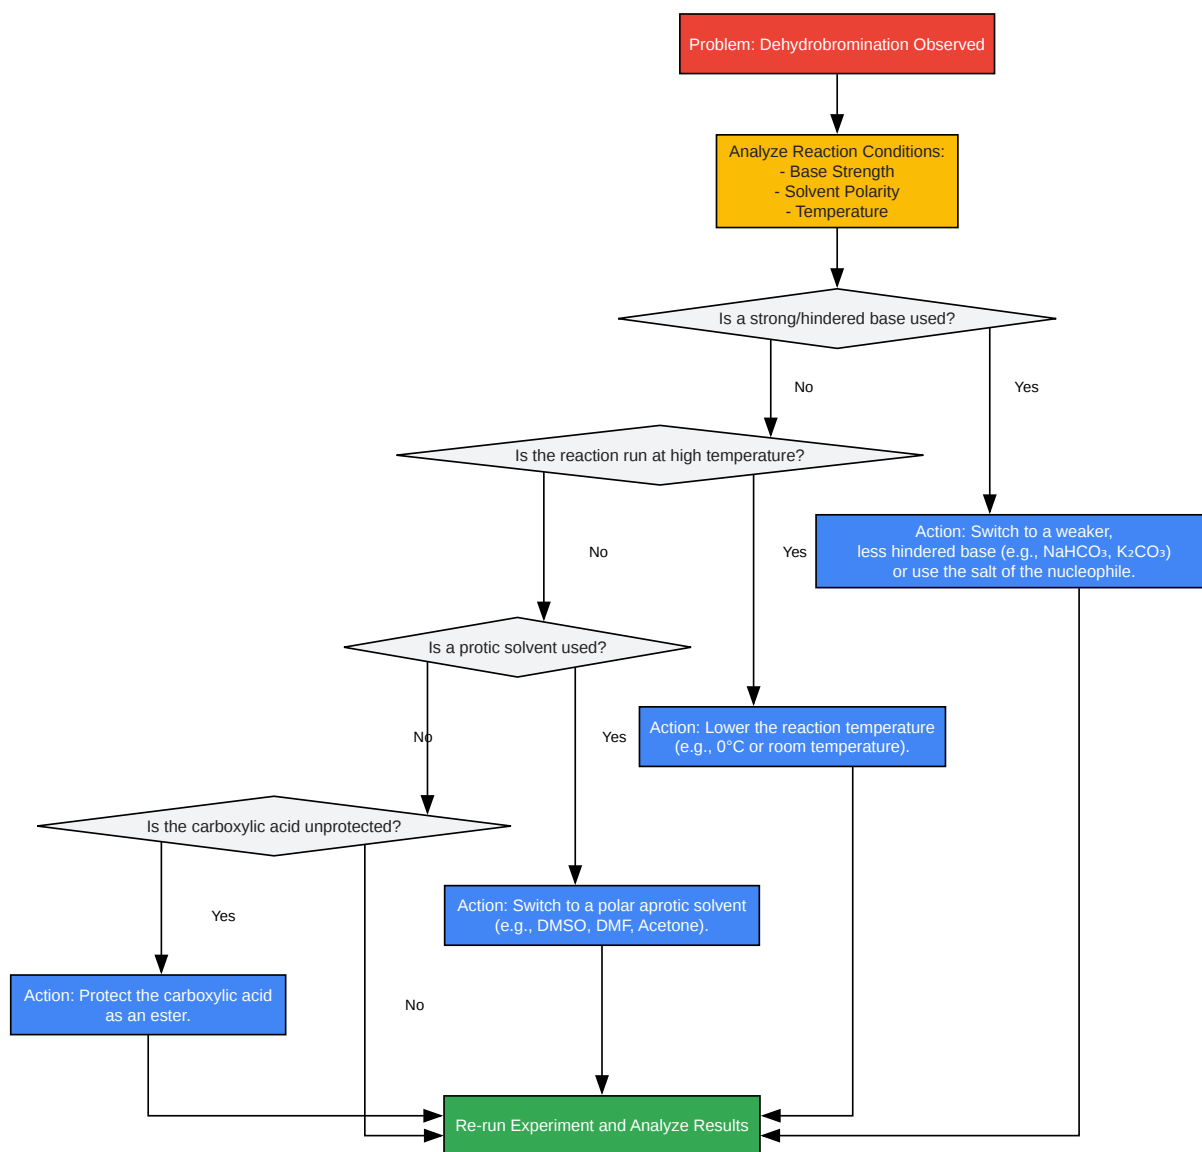 Problem: Dehydrobromination Observed
Analyze Reaction Conditions:
- Base Strength
- Solvent Polarity
- Temperature
Is a strong/hindered base used?
No
Yes
Is the reaction run at high temperature?
No
Yes
Action: Switch to a weaker,
less hindered base (e.g., NaHCO₃, K₂CO₃)
or use the salt of the nucleophile.
Is a protic solvent used?
No
Yes
Action: Lower the reaction temperature
(e.g., 0°C or room temperature).
Is the carboxylic acid unprotected?
Yes
No
Action: Switch to a polar aprotic solvent
(e.g., DMSO, DMF, Acetone).
Action: Protect the carboxylic acid
as an ester.
Re-run Experiment and Analyze Results